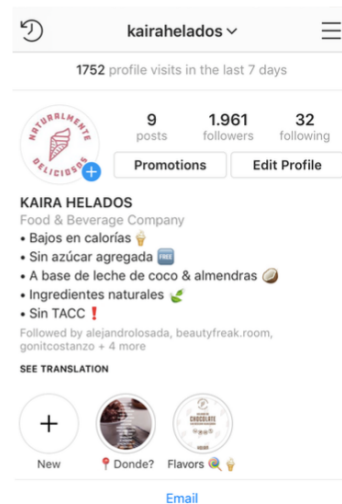 kairahelados
1752 profile visits in the last 7 days
NATURALMENTE
DELICIOSOS
9 1.961 32
posts followers following
Promotions Edit Profile
KAIRA HELADOS
Food & Beverage Company
• Bajos en calorías 🍦
• Sin azúcar agregada 🆓
• A base de leche de coco & almendras 🥥
• Ingredientes naturales 🍃
• Sin TACC ❗
Followed by alejandrolosada, beautyfreak.room,
gonitcostanzo + 4 more
SEE TRANSLATION
CHOCOLATE
New 📍Donde? Flavors 🍭🍦
Email